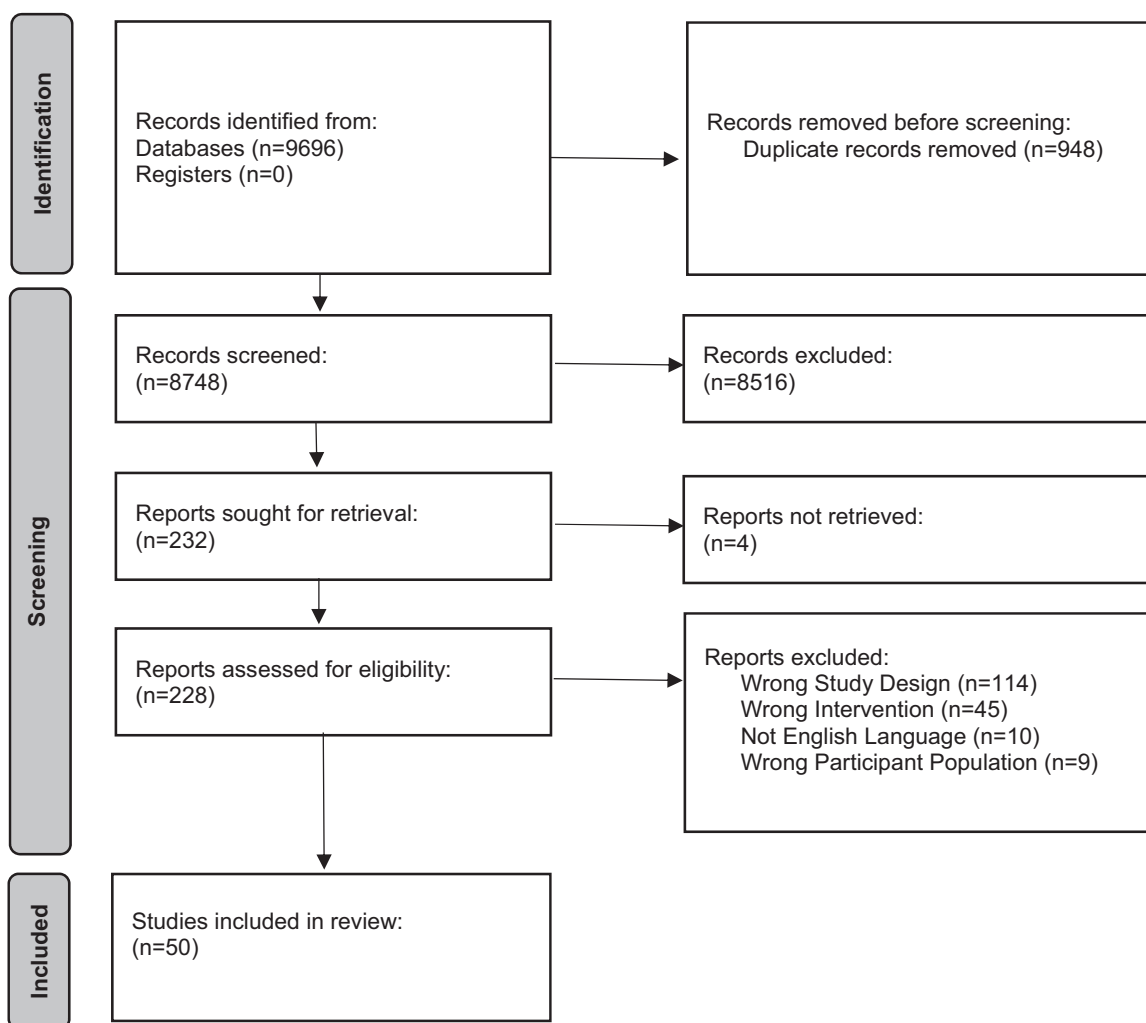 Identification
Records identified from:
Databases (n=9696)
Registers (n=0)
Records removed before screening:
Duplicate records removed (n=948)
Screening
Records screened:
(n=8748)
Records excluded:
(n=8516)
Reports sought for retrieval:
(n=232)
Reports not retrieved:
(n=4)
Reports assessed for eligibility:
(n=228)
Reports excluded:
Wrong Study Design (n=114)
Wrong Intervention (n=45)
Not English Language (n=10)
Wrong Participant Population (n=9)
Included
Studies included in review:
(n=50)